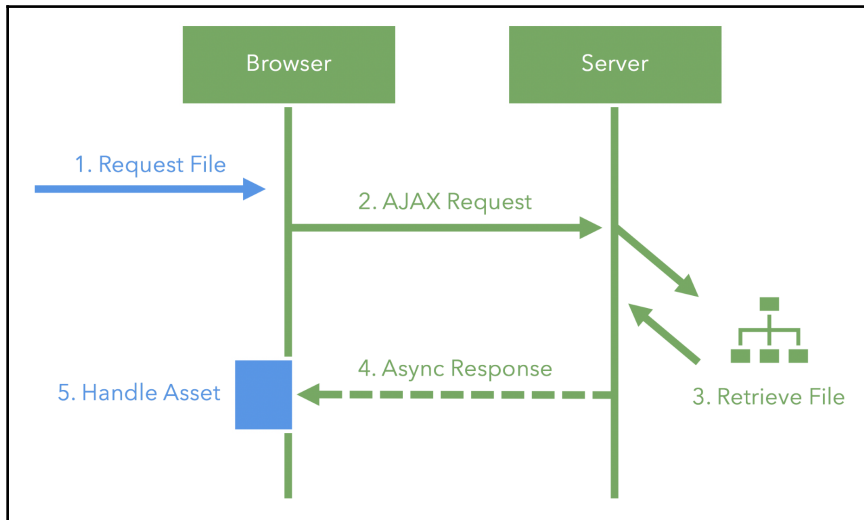 Browser
Server
1. Request File
2. AJAX Request
3. Retrieve File
4. Async Response
5. Handle Asset